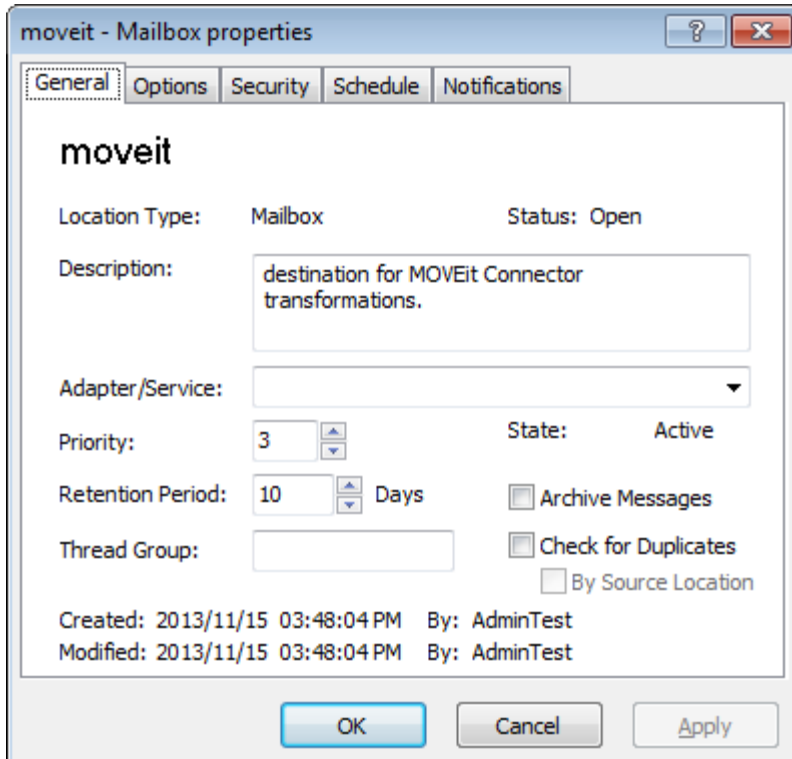 moveit - Mailbox properties
?
General Options Security Schedule Notifications
moveit
Location Type: Mailbox Status: Open
Description: destination for MOVEit Connector
transformations.
Adapter/Service:
Priority: 3 State: Active
Retention Period: 10 Days Archive Messages
Thread Group: Check for Duplicates
By Source Location
Created: 2013/11/15 03:48:04 PM By: AdminTest
Modified: 2013/11/15 03:48:04 PM By: AdminTest
OK Cancel Apply